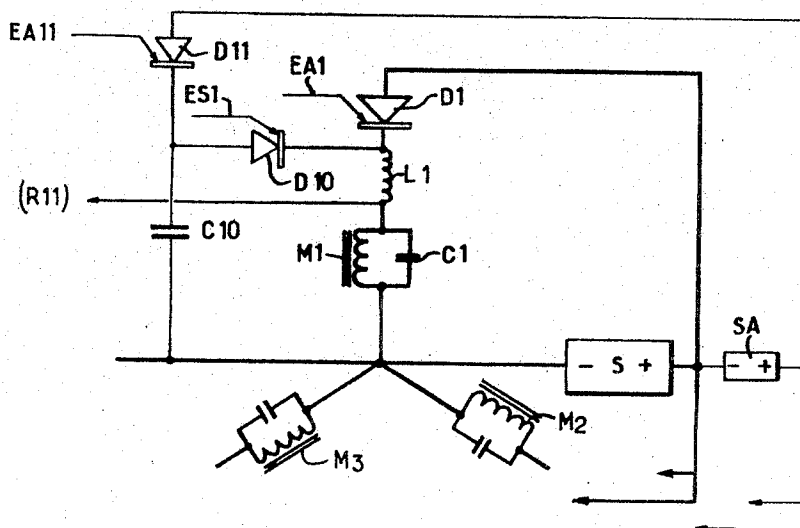 EA11
D11
EA1
D1
ES1
D10
L1
(R11)
C10
M1
C1
SA
- S +
- +
M2
M3